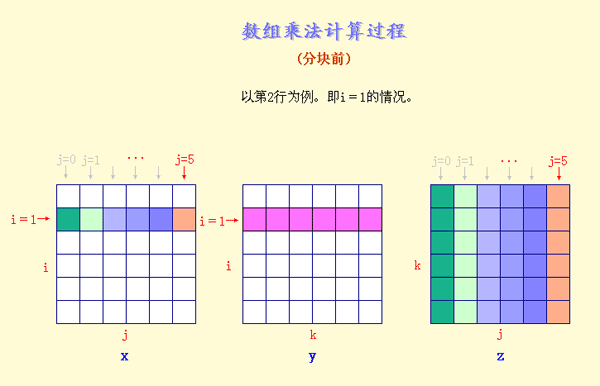 数组乘法计算过程
(分块前)
以第2行为例。即i＝1的情况。
j=0 j=1 ··· j=5
j=0 j=1 ··· j=5
i＝1
i＝1
i
i
k
j
k
j
x
y
z